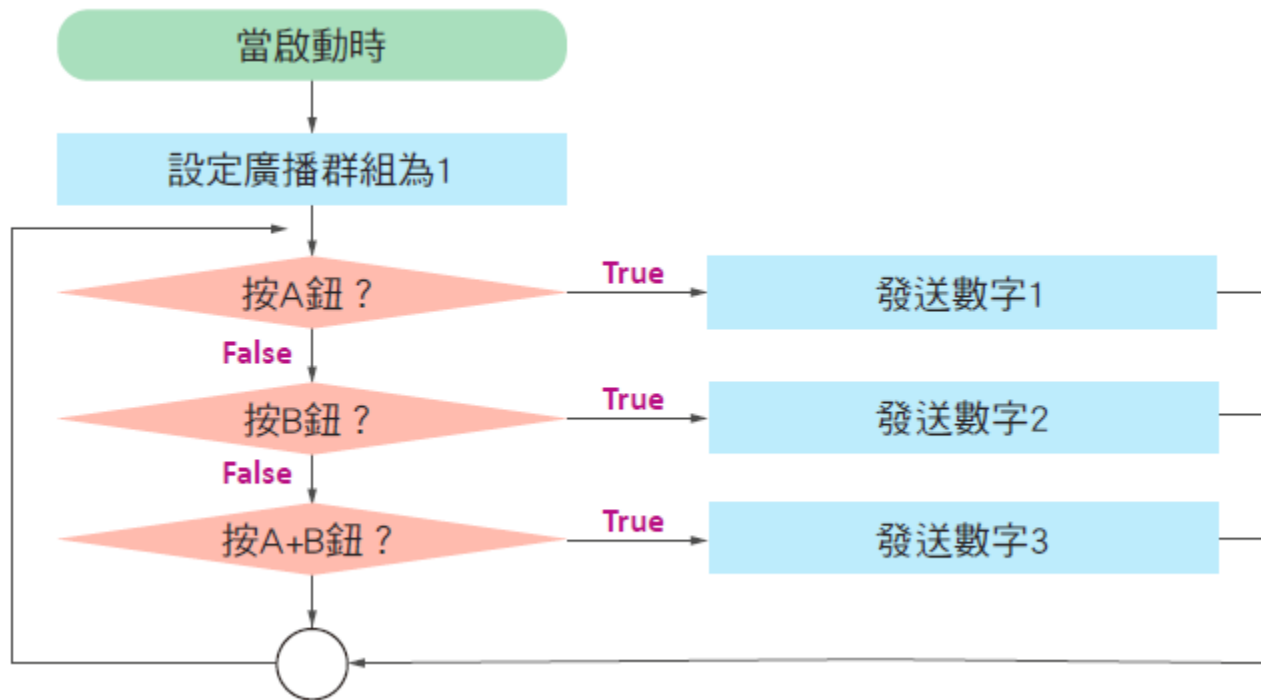 當啟動時
設定廣播群組為1
按A鈕？
True
發送數字1
False
按B鈕？
True
發送數字2
False
按A+B鈕？
True
發送數字3